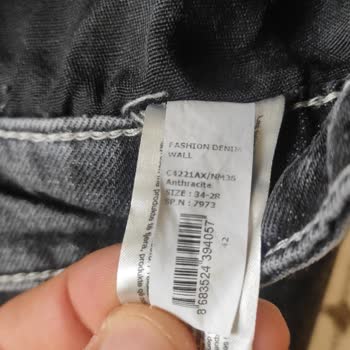 FASHION DENIM
WALL
C4221AX/NM36
Anthracite
SIZE : 34-2R
SP.N : 7973
8 683524 394057
42